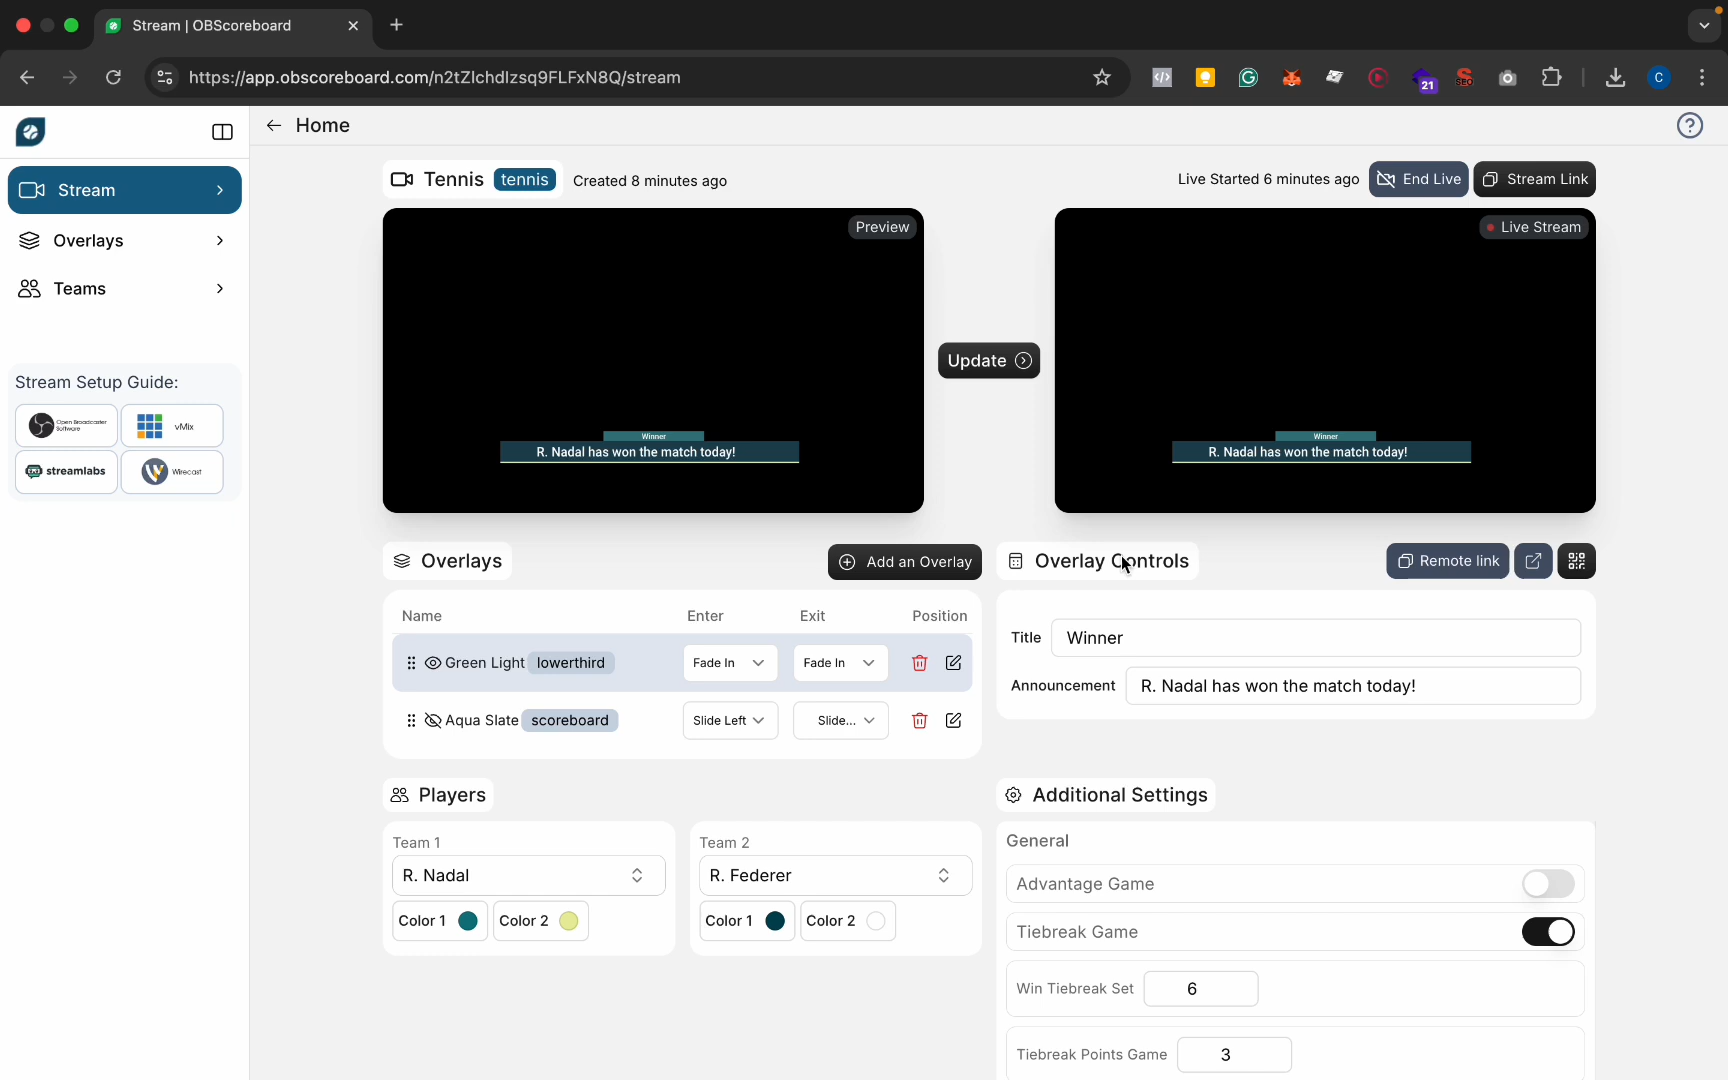 Stream | OBScoreboard
https://app.obscoreboard.com/n2tZlchdlzsq9FLFxN8Q/stream
21
SEO
C
Home
Stream
Overlays
Teams
Stream Setup Guide:
Open Broadcaster Software
vMix
streamlabs
Wirecast
Tennis tennis Created 8 minutes ago
Live Started 6 minutes ago End Live Stream Link
Preview
Winner
R. Nadal has won the match today!
Update
Live Stream
Winner
R. Nadal has won the match today!
Overlays Add an Overlay
Name Enter Exit Position
Green Light lowerthird Fade In Fade In
Aqua Slate scoreboard Slide Left Slide...
Overlay Controls Remote link
Title Winner
Announcement R. Nadal has won the match today!
Players
Team 1
R. Nadal
Color 1 Color 2
Team 2
R. Federer
Color 1 Color 2
Additional Settings
General
Advantage Game
Tiebreak Game
Win Tiebreak Set 6
Tiebreak Points Game 3